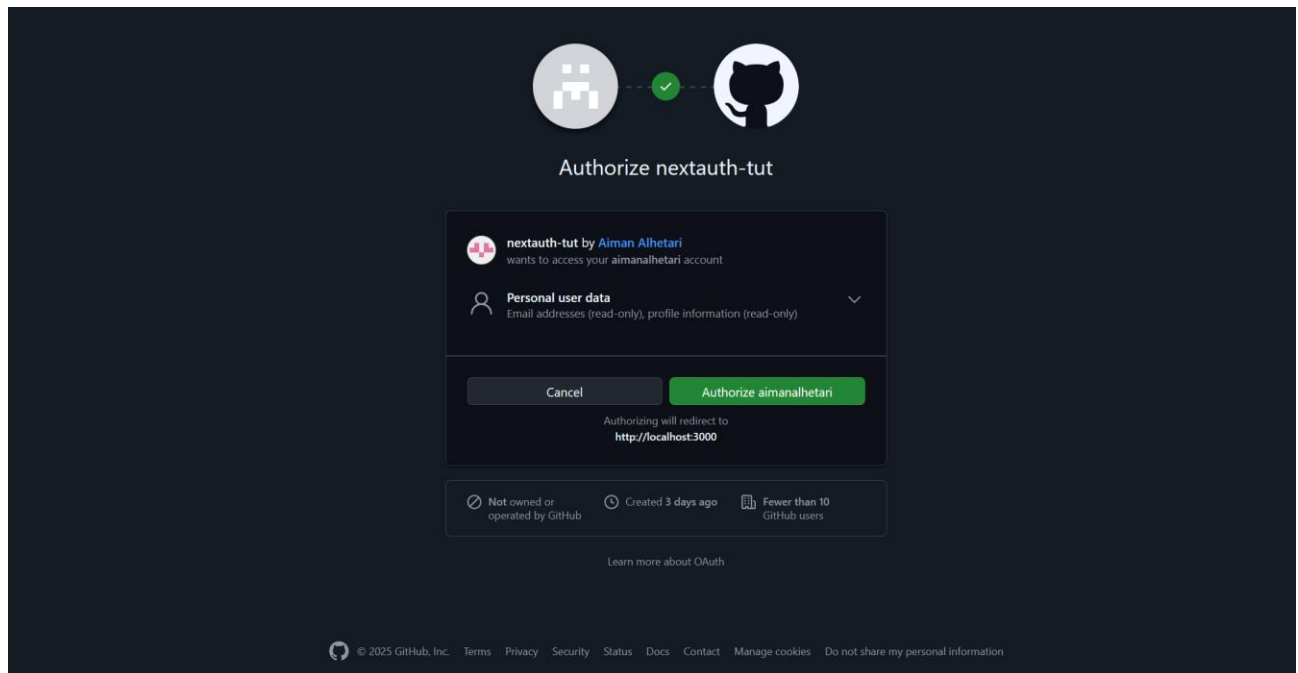 Authorize nextauth-tut
nextauth-tut by Aiman Alhetari
wants to access your aimanalhetari account
Personal user data
Email addresses (read-only), profile information (read-only)
Cancel
Authorize aimanalhetari
Authorizing will redirect to
http://localhost:3000
Not owned or
operated by GitHub
Created 3 days ago
Fewer than 10
GitHub users
Learn more about OAuth
© 2025 GitHub, Inc. Terms Privacy Security Status Docs Contact Manage cookies Do not share my personal information